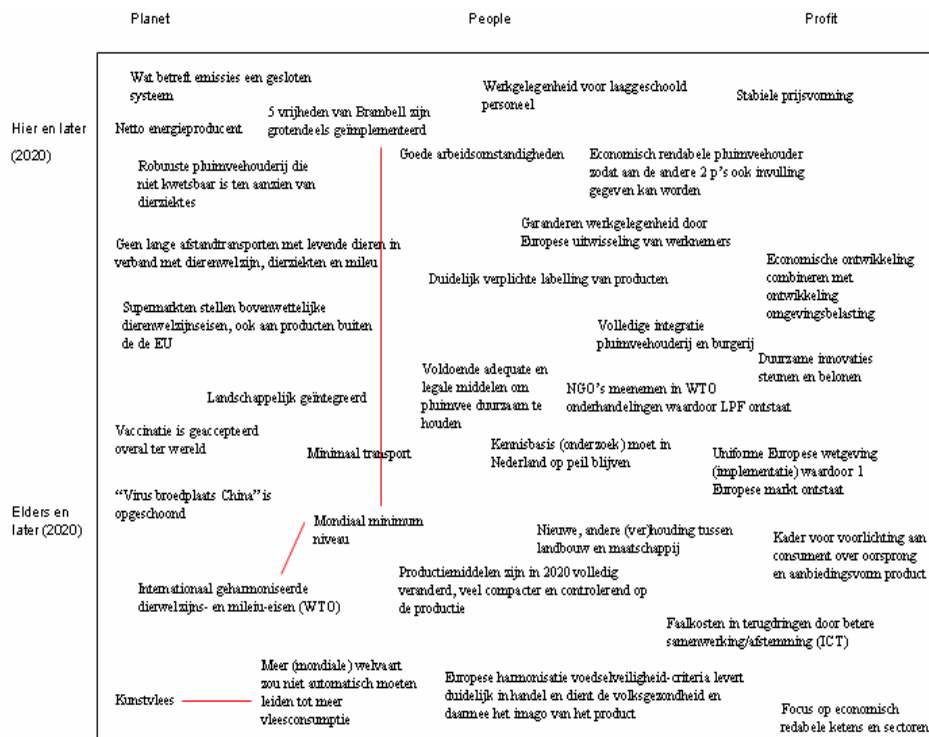 Planet
People
Profit
Wat betreft emissies een gesloten
systeem
Werkgelegenheid voor laaggeschoold
personeel
Stabiele prijsvorming
Hier en later
(2020)
Netto energieproducent
5 vrijheden van Brambell zijn
grotendeels geïmplementeerd
Goede arbeidsomstandigheden
Economisch rendabele pluimveehouder
zodat aan de andere 2 p's ook invulling
gegeven kan worden
Robuuste pluimveehouderij die
niet kwetsbaar is ten aanzien van
dierziektes
Garanderen werkgelegenheid door
Europese uitwisseling van werknemers
Geen lange afstandtransporten met levende dieren in
verband met dierenwelzijn, dierziekten en mileu
Economische ontwikkeling
combineren met
ontwikkeling
omgevingsbelasting
Duidelijk verplichte labelling van producten
Supermarkten stellen bovenwettelijke
dierenwelzijnseisen, ook aan producten buiten
de de EU
Volledige integratie
pluimveehouderij en burgerij
Duurzame innovaties
steunen en belonen
Voldoende adequate en
legale middelen om
pluimvee duurzaam te
houden
NGO's meenemen in WTO
onderhandelingen waardoor LPF ontstaat
Landschappelijk geïntegreerd
Vaccinatie is geaccepteerd
overal ter wereld
Minimaal transport
Kennisbasis (onderzoek) moet in
Nederland op peil blijven
Uniforme Europese wetgeving
(implementatie) waardoor 1
Europese markt ontstaat
Elders en
later (2020)
“Virus broedplaats China” is
opgeschoond
Mondiaal minimum
niveau
Nieuwe, andere (ver)houding tussen
landbouw en maatschappij
Kader voor voorlichting aan
consument over oorsprong
en aanbiedingsvorm product
Internationaal geharmoniseerde
dierwelzijns- en mileiu-eisen (WTO)
Productiemiddelen zijn in 2020 volledig
veranderd, veel compacter en controlerend op
de productie
Faalkosten in terugdringen door betere
samenwerking/afstemming (ICT)
Kunstvlees
Meer (mondiale) welvaart
zou niet automatisch moeten
leiden tot meer
vleesconsumptie
Europese harmonisatie voedselveiligheid-criteria levert
duidelijk in handel en dient de volksgezondheid en
daarmee het imago van het product
Focus op economisch
redabele ketens en sectoren